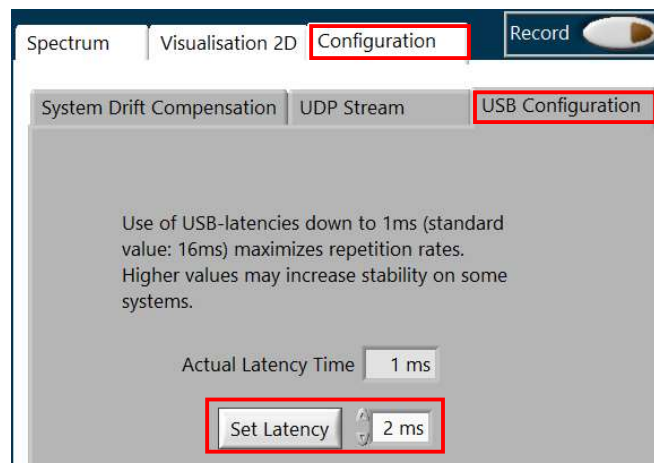 Spectrum Visualisation 2D Configuration Record
System Drift Compensation UDP Stream USB Configuration
Use of USB-latencies down to 1ms (standard
value: 16ms) maximizes repetition rates.
Higher values may increase stability on some
systems.
Actual Latency Time 1 ms
Set Latency 2 ms